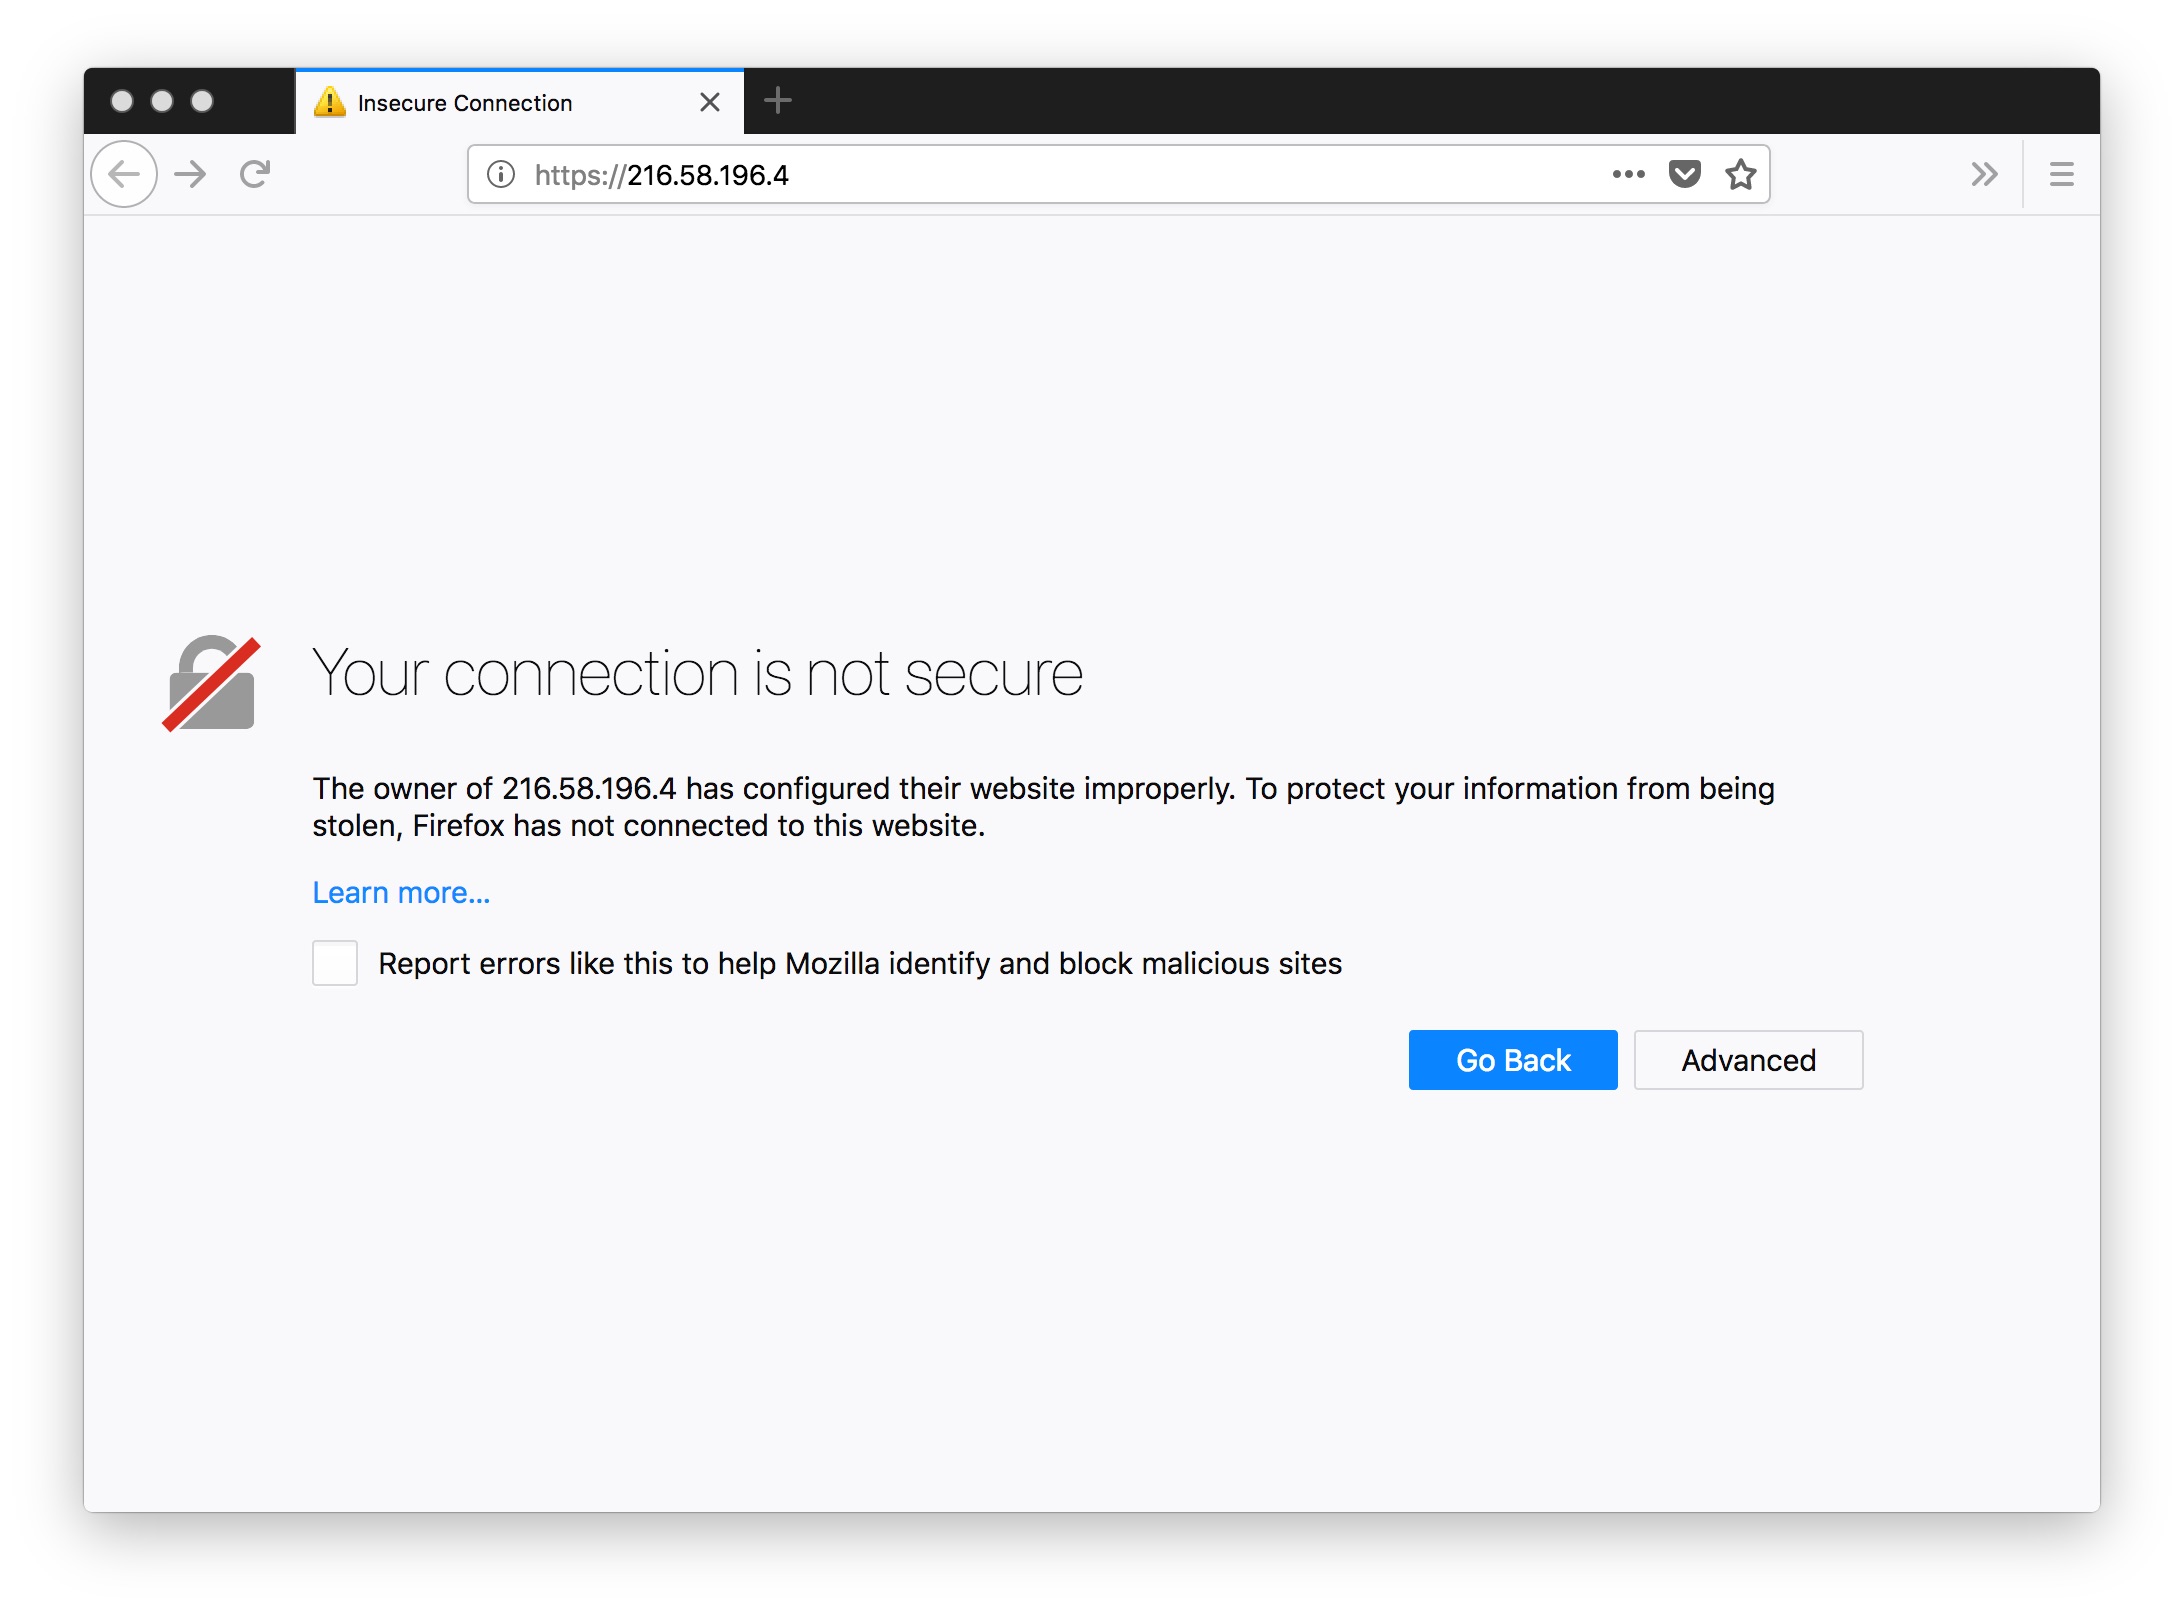 Insecure Connection
https://216.58.196.4
Your connection is not secure
The owner of 216.58.196.4 has configured their website improperly. To protect your information from being
stolen, Firefox has not connected to this website.
Learn more...
Report errors like this to help Mozilla identify and block malicious sites
Go Back
Advanced